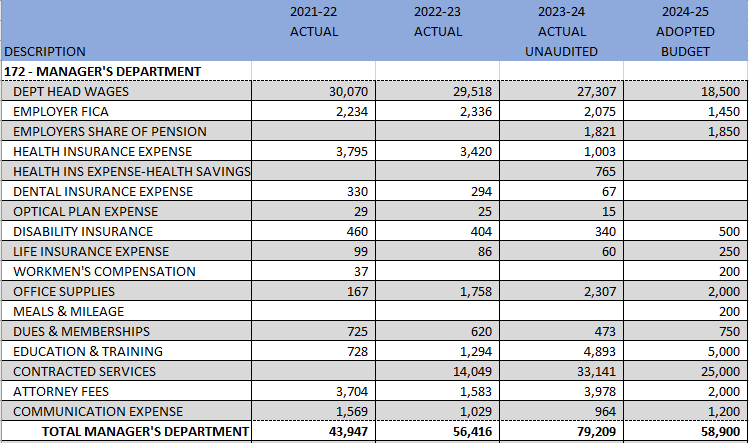 2021-22 2022-23 2023-24 2024-25
ACTUAL ACTUAL ACTUAL ADOPTED
DESCRIPTION UNAUDITED BUDGET
172 - MANAGER'S DEPARTMENT
DEPT HEAD WAGES 30,070 29,518 27,307 18,500
EMPLOYER FICA 2,234 2,336 2,075 1,450
EMPLOYERS SHARE OF PENSION 1,821 1,850
HEALTH INSURANCE EXPENSE 3,795 3,420 1,003
HEALTH INS EXPENSE-HEALTH SAVINGS 765
DENTAL INSURANCE EXPENSE 330 294 67
OPTICAL PLAN EXPENSE 29 25 15
DISABILITY INSURANCE 460 404 340 500
LIFE INSURANCE EXPENSE 99 86 60 250
WORKMEN'S COMPENSATION 37 200
OFFICE SUPPLIES 167 1,758 2,307 2,000
MEALS & MILEAGE 200
DUES & MEMBERSHIPS 725 620 473 750
EDUCATION & TRAINING 728 1,294 4,893 5,000
CONTRACTED SERVICES 14,049 33,141 25,000
ATTORNEY FEES 3,704 1,583 3,978 2,000
COMMUNICATION EXPENSE 1,569 1,029 964 1,200
TOTAL MANAGER'S DEPARTMENT 43,947 56,416 79,209 58,900